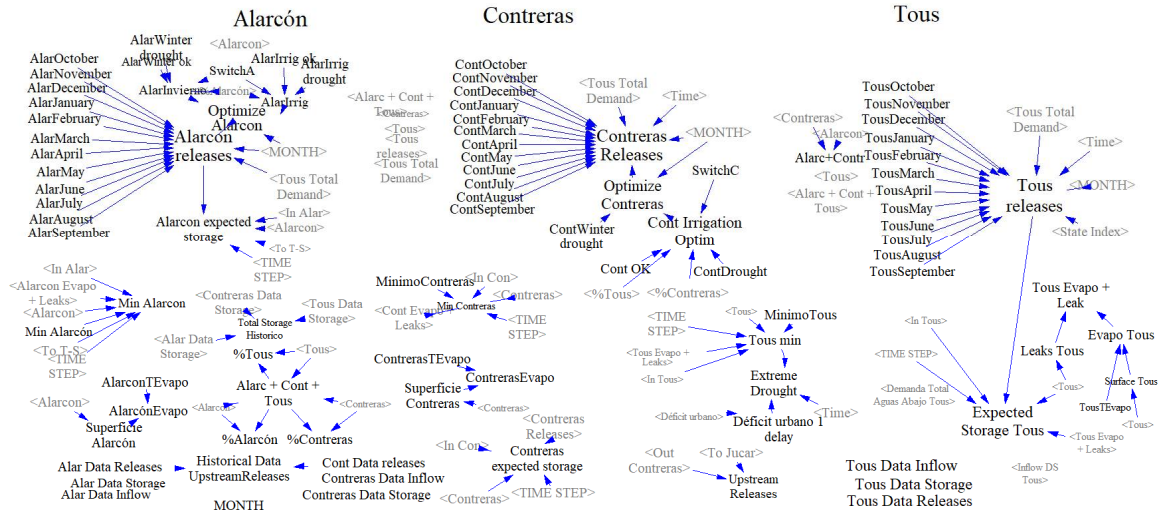 Alarcón
Contreras
Tous
AlarOctober
AlarNovember
AlarDecember
AlarJanuary
AlarFebruary
AlarMarch
AlarApril
AlarMay
AlarJune
AlarJuly
AlarAugust
AlarSeptember
AlarWinter
drought
AlarWinter ok
AlarInvierno
<Alarcon>
SwitchA
AlarIrrig ok
AlarIrrig
drought
AlarIrrig
Optimize
Alarcon
Alarcón
releases
<MONTH>
<Tous Total
Demand>
Alarcon expected
storage
<In Alar>
<Alarcon>
<To T-S>
<TIME
STEP>
<Alarc + Cont +
Tous>
<Contreras>
<Tous>
<Tous
releases>
<Tous Total
Demand>
ContOctober
ContNovember
ContDecember
ContJanuary
ContFebruary
ContMarch
ContApril
ContMay
ContJune
ContJuly
ContAugust
ContSeptember
<Tous Total
Demand>
<Time>
Contreras
Releases
<MONTH>
Optimize
Contreras
SwitchC
ContWinter
drought
Cont Irrigation
Optim
Cont OK
ContDrought
<%Tous>
<%Contreras>
<Contreras>
<Alarcon>
Alarc+Contr
<Tous>
<Alarc + Cont +
Tous>
TousOctober
TousNovember
TousDecember
TousJanuary
TousFebruary
TousMarch
TousApril
TousMay
TousJune
TousJuly
TousAugust
TousSeptember
<Tous Total
Demand>
<Time>
Tous
releases
<MONTH>
<State Index>
<In Alar>
<Alarcon Evapo
+ Leaks>
<Alarcon>
Min Alarcon
Min Alarcón
<To T-S>
<TIME
STEP>
<Contreras Data
Storage>
<Tous Data
Storage>
Total Storage
Historico
<Alar Data
Storage>
%Tous
<Tous>
Alarc + Cont +
Tous
<Alarcon>
<Contreras>
%Alarcón
%Contreras
AlarconTEvapo
<Alarcon>
AlarcónEvapo
Superficie
Alarcón
Alar Data Releases
Alar Data Storage
Alar Data Inflow
Historical Data
UpstreamReleases
Cont Data releases
Contreras Data Inflow
Contreras Data Storage
MONTH
MinimoContreras
<In Con>
Min Contreras
<Contreras>
<Cont Evapo +
Leaks>
<TIME
STEP>
ContrerasTEvapo
ContrerasEvapo
Superficie
Contreras
<Contreras>
<Contreras
Releases>
<In Con>
Contreras
expected storage
<Contreras>
<TIME STEP>
<TIME
STEP>
<Tous>
MinimoTous
Tous min
<Tous Evapo +
Leaks>
<In Tous>
Extreme
Drought
<Déficit urbano>
Déficit urbano 1
delay
<Time>
<Out
Contreras>
<To Jucar>
Upstream
Releases
Tous Evapo +
Leak
<In Tous>
Evapo Tous
<TIME STEP>
Leaks Tous
Surface Tous
<Demanda Total
Aguas Abajo Tous>
<Tous>
TousTEvapo
Expected
Storage Tous
<Tous>
<Tous Evapo
+ Leaks>
Tous Data Inflow
Tous Data Storage
Tous Data Releases
<Inflow DS
Tous>